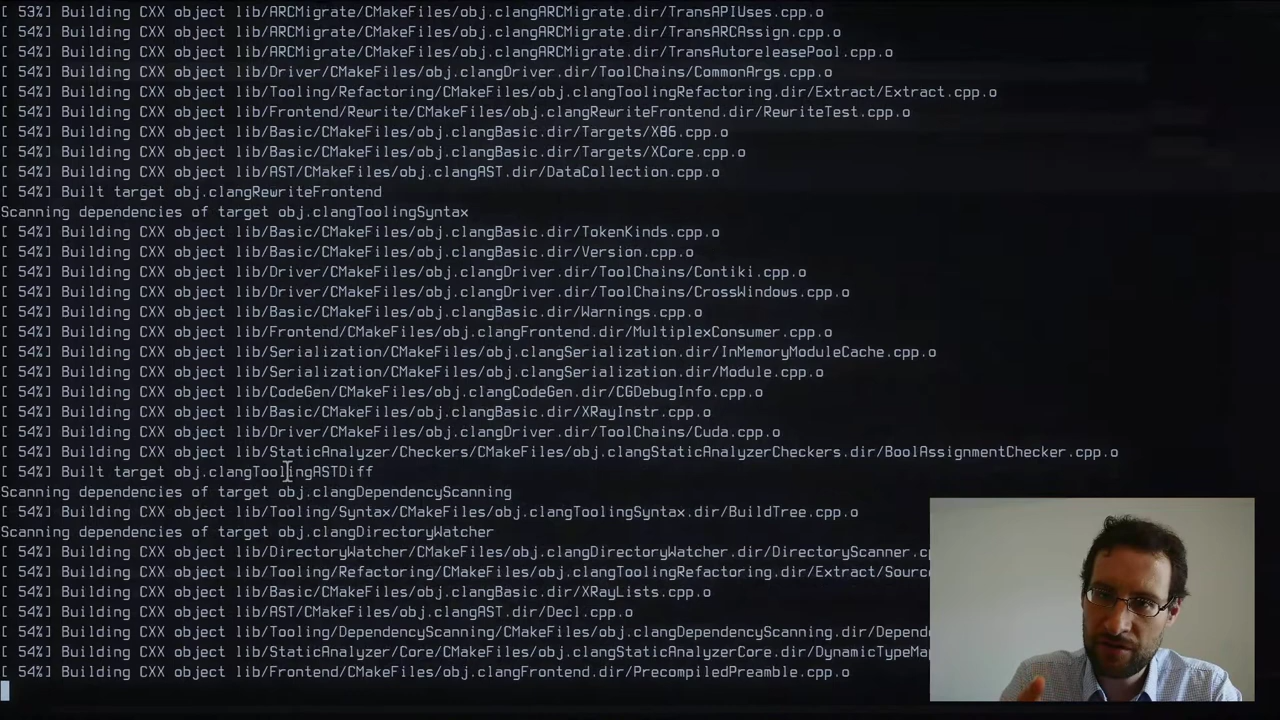 [ 53%] Building CXX object lib/ARCMigrate/CMakeFiles/obj.clangARCMigrate.dir/TransAPIUses.cpp.o
[ 54%] Building CXX object lib/ARCMigrate/CMakeFiles/obj.clangARCMigrate.dir/TransARCAssign.cpp.o
[ 54%] Building CXX object lib/ARCMigrate/CMakeFiles/obj.clangARCMigrate.dir/TransAutoreleasePool.cpp.o
[ 54%] Building CXX object lib/Driver/CMakeFiles/obj.clangDriver.dir/ToolChains/CommonArgs.cpp.o
[ 54%] Building CXX object lib/Tooling/Refactoring/CMakeFiles/obj.clangToolingRefactoring.dir/Extract/Extract.cpp.o
[ 54%] Building CXX object lib/Frontend/Rewrite/CMakeFiles/obj.clangRewriteFrontend.dir/RewriteTest.cpp.o
[ 54%] Building CXX object lib/Basic/CMakeFiles/obj.clangBasic.dir/Targets/X86.cpp.o
[ 54%] Building CXX object lib/Basic/CMakeFiles/obj.clangBasic.dir/Targets/XCore.cpp.o
[ 54%] Building CXX object lib/AST/CMakeFiles/obj.clangAST.dir/DataCollection.cpp.o
[ 54%] Built target obj.clangRewriteFrontend
Scanning dependencies of target obj.clangToolingSyntax
[ 54%] Building CXX object lib/Basic/CMakeFiles/obj.clangBasic.dir/TokenKinds.cpp.o
[ 54%] Building CXX object lib/Basic/CMakeFiles/obj.clangBasic.dir/Version.cpp.o
[ 54%] Building CXX object lib/Driver/CMakeFiles/obj.clangDriver.dir/ToolChains/Contiki.cpp.o
[ 54%] Building CXX object lib/Driver/CMakeFiles/obj.clangDriver.dir/ToolChains/CrossWindows.cpp.o
[ 54%] Building CXX object lib/Basic/CMakeFiles/obj.clangBasic.dir/Warnings.cpp.o
[ 54%] Building CXX object lib/Frontend/CMakeFiles/obj.clangFrontend.dir/MultiplexConsumer.cpp.o
[ 54%] Building CXX object lib/Serialization/CMakeFiles/obj.clangSerialization.dir/InMemoryModuleCache.cpp.o
[ 54%] Building CXX object lib/Serialization/CMakeFiles/obj.clangSerialization.dir/Module.cpp.o
[ 54%] Building CXX object lib/CodeGen/CMakeFiles/obj.clangCodeGen.dir/CGDebugInfo.cpp.o
[ 54%] Building CXX object lib/Basic/CMakeFiles/obj.clangBasic.dir/XRayInstr.cpp.o
[ 54%] Building CXX object lib/Driver/CMakeFiles/obj.clangDriver.dir/ToolChains/Cuda.cpp.o
[ 54%] Building CXX object lib/StaticAnalyzer/Checkers/CMakeFiles/obj.clangStaticAnalyzerCheckers.dir/BoolAssignmentChecker.cpp.o
[ 54%] Built target obj.clangToolingASTDiff
Scanning dependencies of target obj.clangDependencyScanning
[ 54%] Building CXX object lib/Tooling/Syntax/CMakeFiles/obj.clangToolingSyntax.dir/BuildTree.cpp.o
Scanning dependencies of target obj.clangDirectoryWatcher
[ 54%] Building CXX object lib/DirectoryWatcher/CMakeFiles/obj.clangDirectoryWatcher.dir/DirectoryScanner.cp
[ 54%] Building CXX object lib/Tooling/Refactoring/CMakeFiles/obj.clangToolingRefactoring.dir/Extract/Source
[ 54%] Building CXX object lib/Basic/CMakeFiles/obj.clangBasic.dir/XRayLists.cpp.o
[ 54%] Building CXX object lib/AST/CMakeFiles/obj.clangAST.dir/Decl.cpp.o
[ 54%] Building CXX object lib/Tooling/DependencyScanning/CMakeFiles/obj.clangDependencyScanning.dir/Depend
[ 54%] Building CXX object lib/StaticAnalyzer/Core/CMakeFiles/obj.clangStaticAnalyzerCore.dir/DynamicTypeMap
[ 54%] Building CXX object lib/Frontend/CMakeFiles/obj.clangFrontend.dir/PrecompiledPreamble.cpp.o